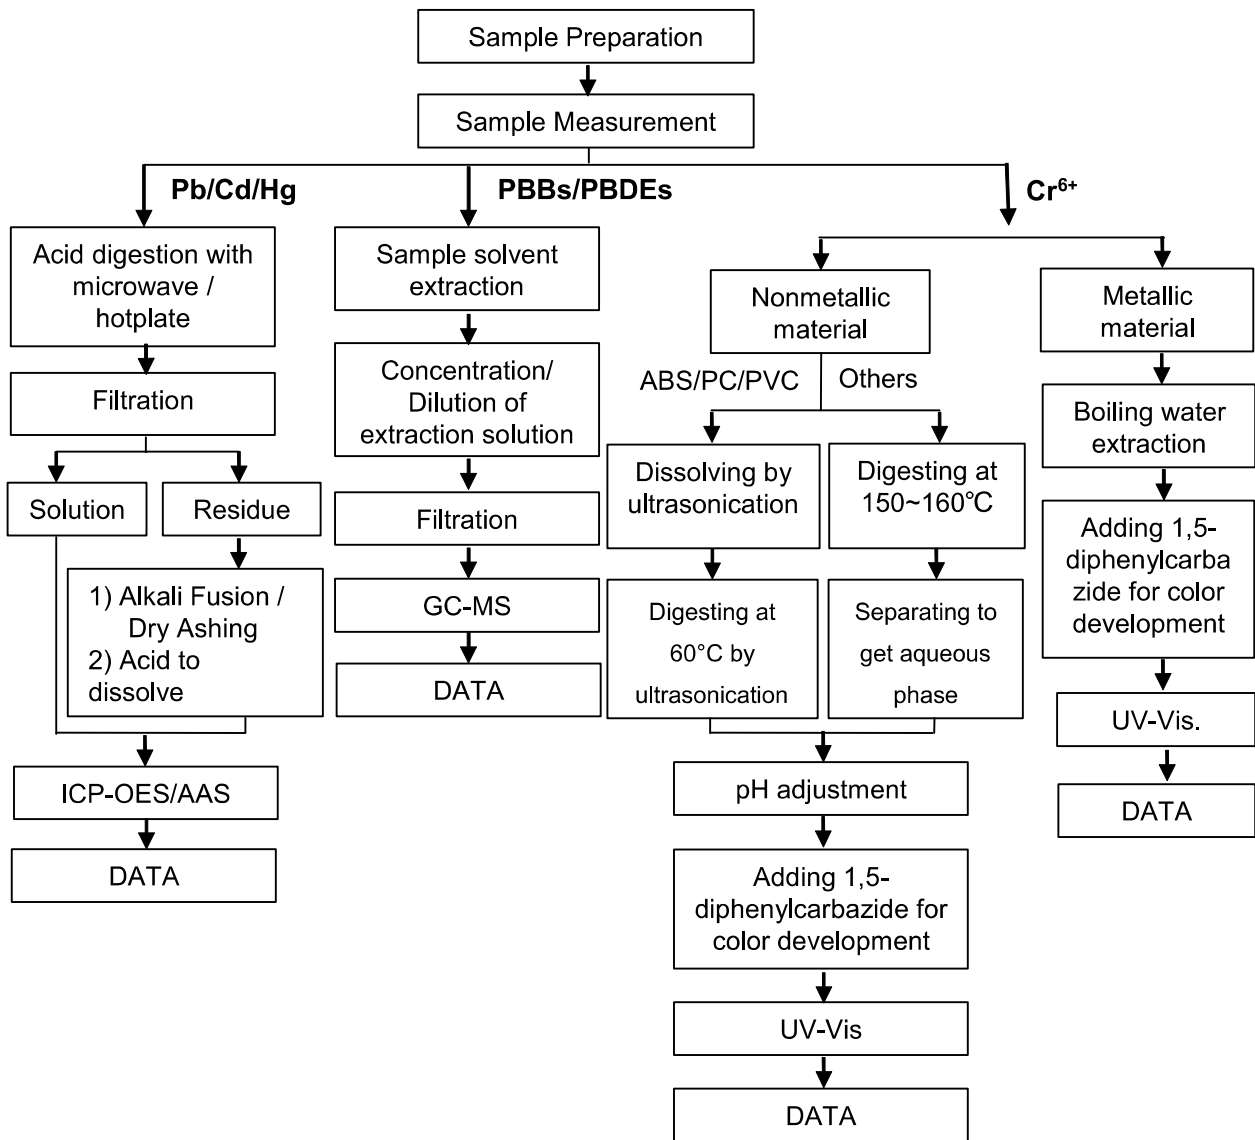 Sample Preparation
Sample Measurement
Pb/Cd/Hg
PBBs/PBDEs
Cr⁶⁺
Acid digestion with
microwave /
hotplate
Filtration
Solution
Residue
1) Alkali Fusion /
Dry Ashing
2) Acid to
dissolve
ICP-OES/AAS
DATA
Sample solvent
extraction
Concentration/
Dilution of
extraction solution
Filtration
GC-MS
DATA
Nonmetallic
material
ABS/PC/PVC
Others
Dissolving by
ultrasonication
Digesting at
60°C by
ultrasonication
Digesting at
150~160℃
Separating to
get aqueous
phase
pH adjustment
Adding 1,5-
diphenylcarbazide for
color development
UV-Vis
DATA
Metallic
material
Boiling water
extraction
Adding 1,5-
diphenylcarba
zide for color
development
UV-Vis.
DATA